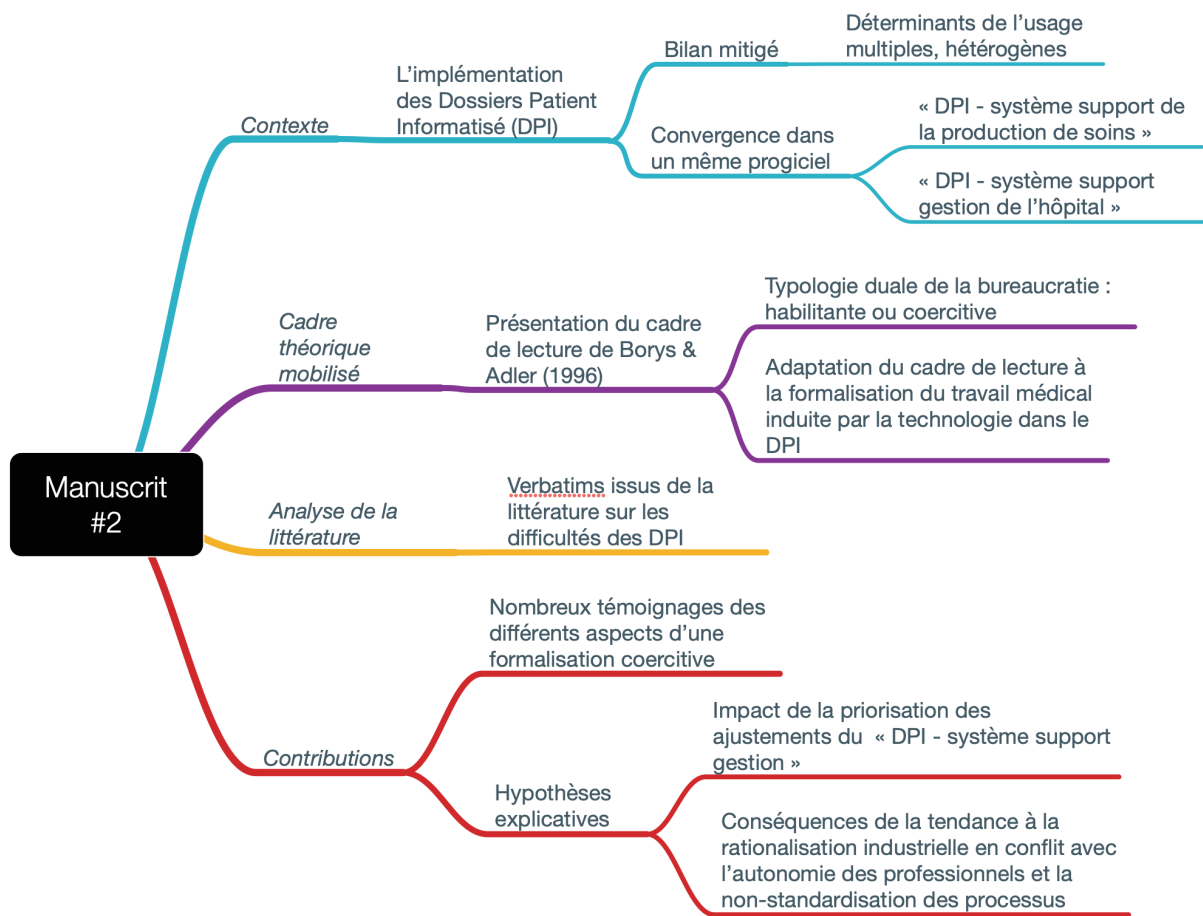 Déterminants de l'usage
multiples, hétérogènes
Bilan mitigé
L'implémentation
des Dossiers Patient
Informatisé (DPI)
Contexte
« DPI - système support de
la production de soins »
Convergence dans
un même progiciel
« DPI - système support
gestion de l'hôpital »
Typologie duale de la bureaucratie :
habilitante ou coercitive
Cadre
théorique
mobilisé
Présentation du cadre
de lecture de Borys &
Adler (1996)
Adaptation du cadre de lecture à
la formalisation du travail médical
induite par la technologie dans le
DPI
Manuscrit
#2
Analyse de la
littérature
Verbatims issus de la
littérature sur les
difficultés des DPI
Nombreux témoignages des
différents aspects d'une
formalisation coercitive
Contributions
Impact de la priorisation des
ajustements du  « DPI - système support
gestion »
Hypothèses
explicatives
Conséquences de la tendance à la
rationalisation industrielle en conflit avec
l'autonomie des professionnels et la
non-standardisation des processus